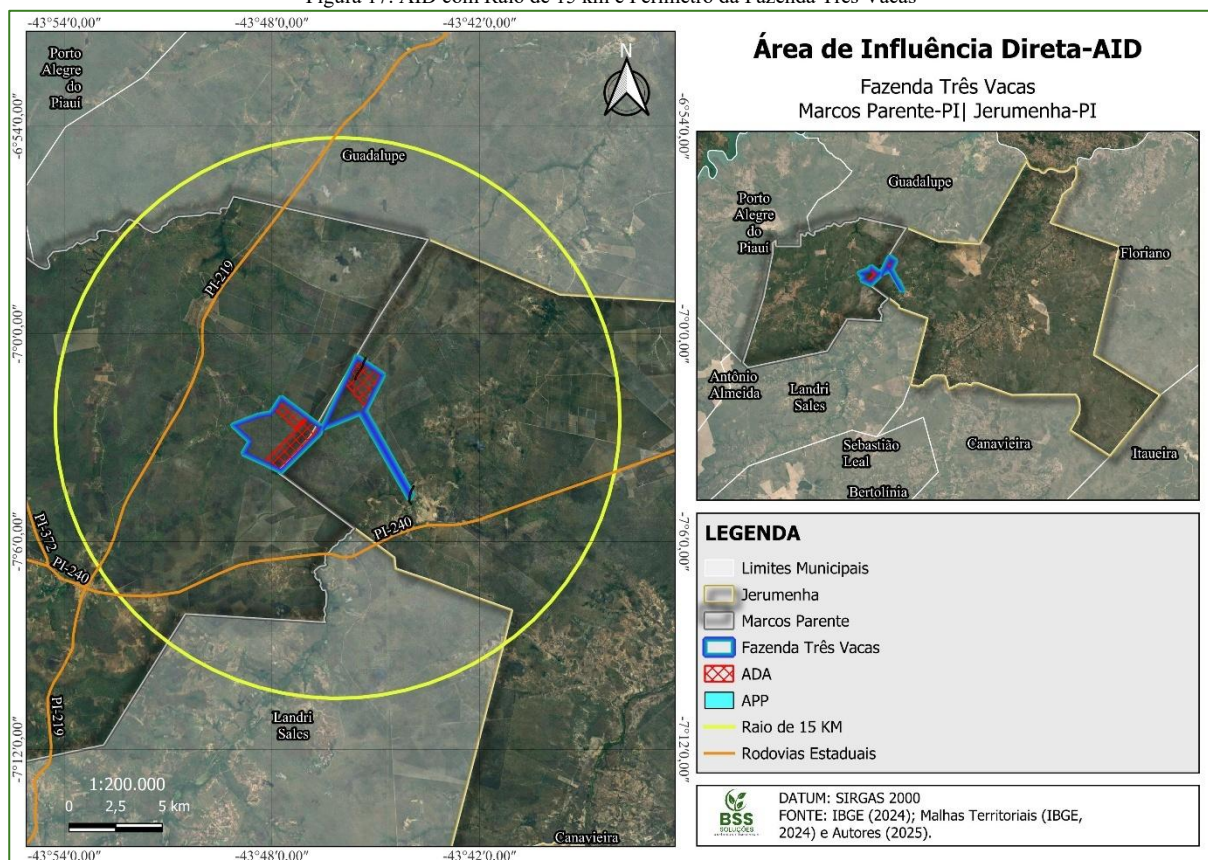 Figura 17: AID com Raio de 15 km e Perímetro da Fazenda Três Vacas
-43°54'0,00"
-43°48'0,00"
-43°42'0,00"
Porto
Alegre
do
Piauí
N
Guadalupe
-6°54'0,00"
PI-219
-7°0'0,00"
-7°0'0,00"
PI-372
PI-240
PI-240
-7°6'0,00"
-7°6'0,00"
PI-219
Landri
Sales
-7°12'0,00"
-7°12'0,00"
1:200.000
0 2,5 5 km
Canavieira
-43°54'0,00"
-43°48'0,00"
-43°42'0,00"
Área de Influência Direta-AID
Fazenda Três Vacas
Marcos Parente-PI| Jerumenha-PI
-6°54'0,00"
Guadalupe
Porto
Alegre
do
Piauí
Floriano
Antônio
Almeida
Landri
Sales
Sebastião
Leal
Canavieira
Itaueira
Bertolínia
LEGENDA
Limites Municipais
Jerumenha
Marcos Parente
Fazenda Três Vacas
ADA
APP
Raio de 15 KM
Rodovias Estaduais
BSS
SOLUÇÕES
DATUM: SIRGAS 2000
FONTE: IBGE (2024); Malhas Territoriais (IBGE,
2024) e Autores (2025).